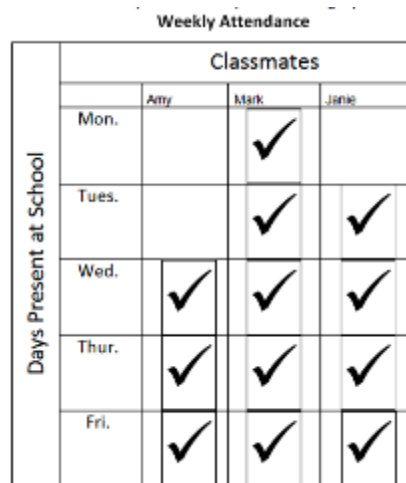 Weekly Attendance
Classmates
Amy Mark Janie
Days Present at School
Mon.
Tues.
Wed.
Thur.
Fri.